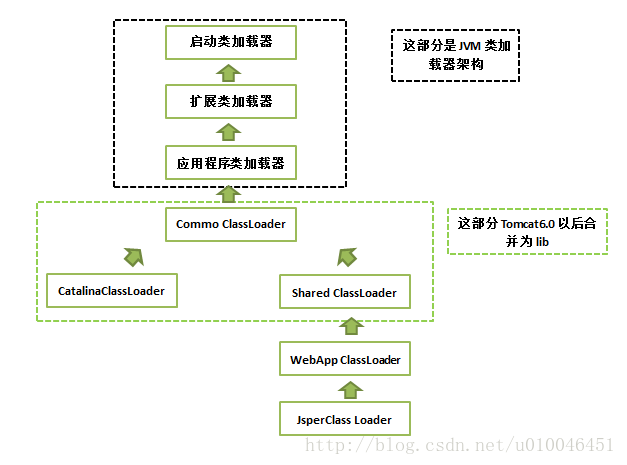 启动类加载器
这部分是 JVM 类加
载器架构
扩展类加载器
应用程序类加载器
Commo ClassLoader
这部分 Tomcat6.0 以后合
并为 lib
CatalinaClassLoader
Shared ClassLoader
WebApp ClassLoader
JsperClass Loader
http://blog.csdn.net/u010046451